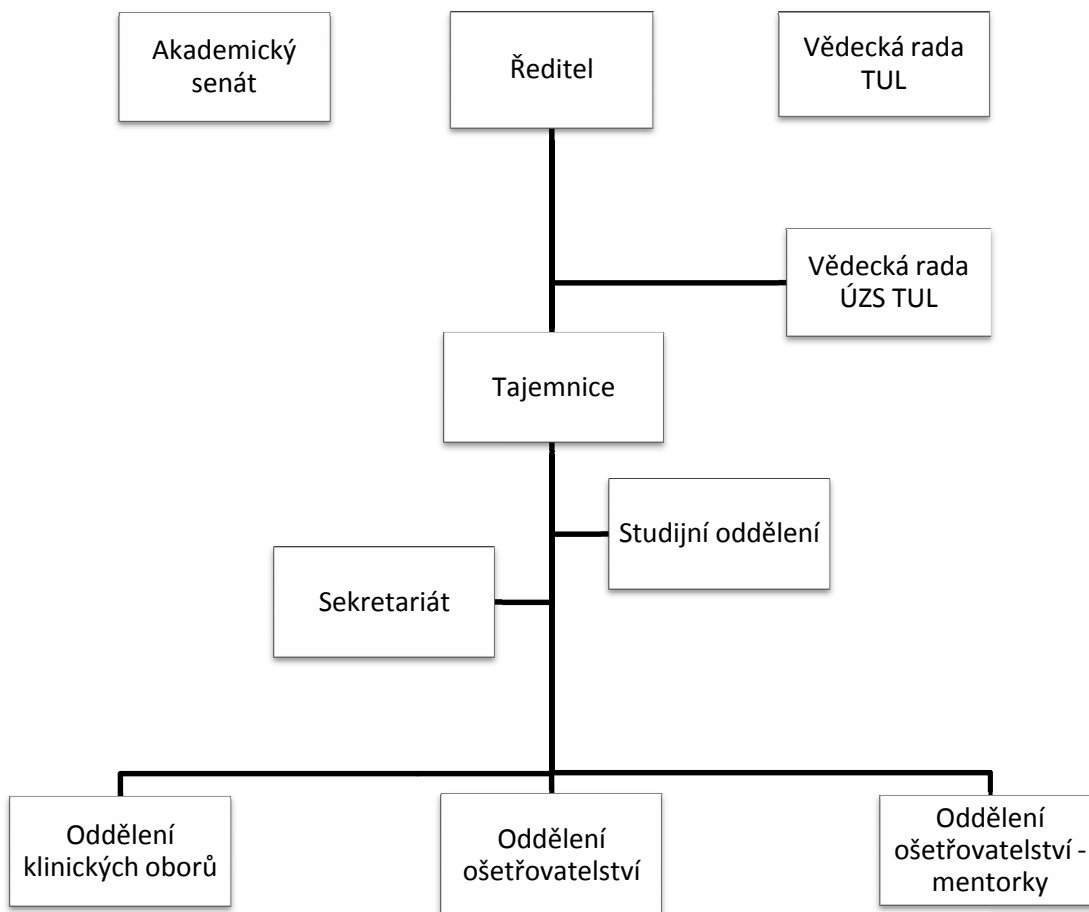 Akademický
senát
Ředitel
Vědecká rada
TUL
Vědecká rada
ÚZS TUL
Tajemnice
Studijní oddělení
Sekretariát
Oddělení
klinických oborů
Oddělení
ošetřovatelství
Oddělení
ošetřovatelství -
mentorky